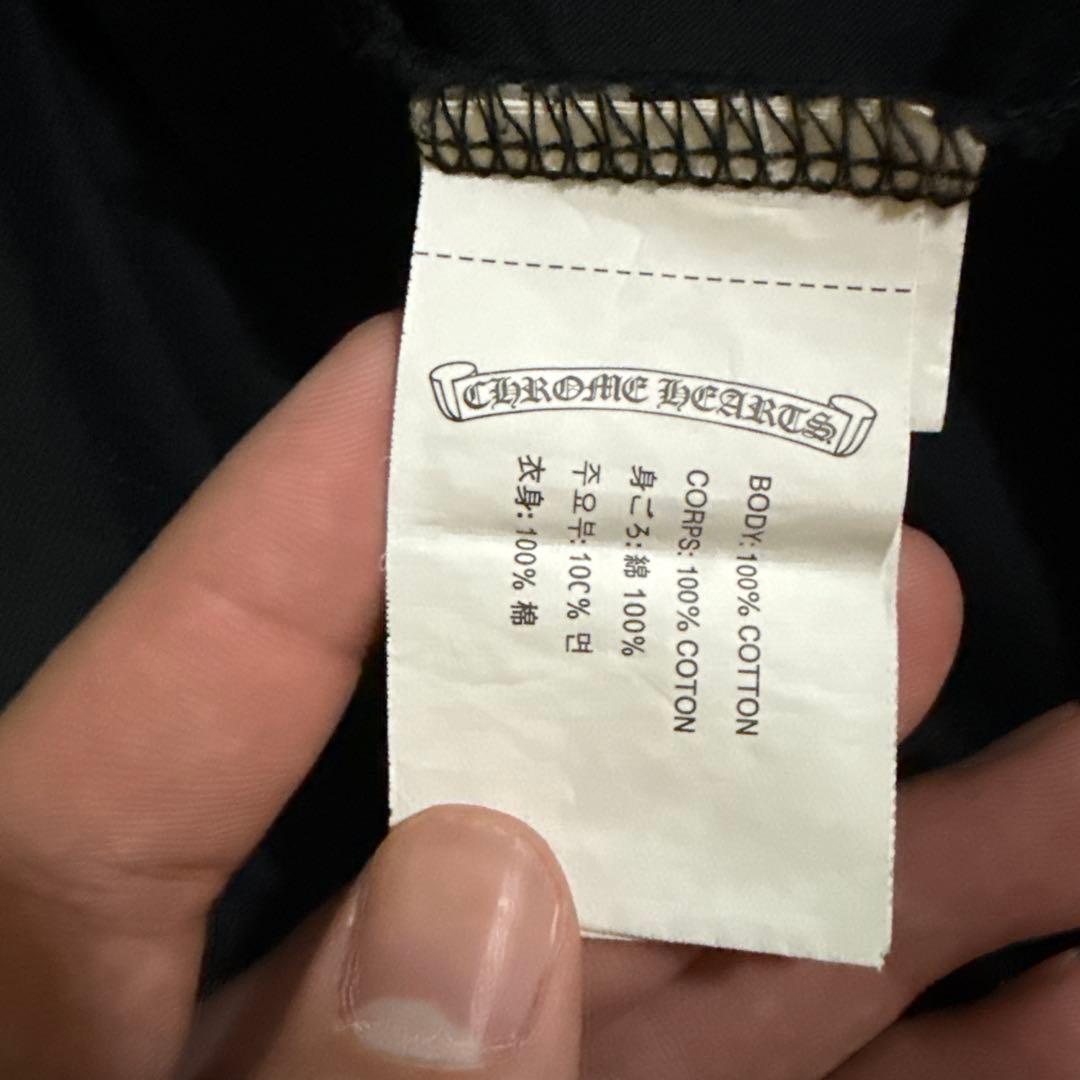 CHROME HEARTS
BODY: 100% COTTON
CORPS: 100% COTON
身ごろ: 綿 100%
주요부: 100% 면
衣身: 100% 棉